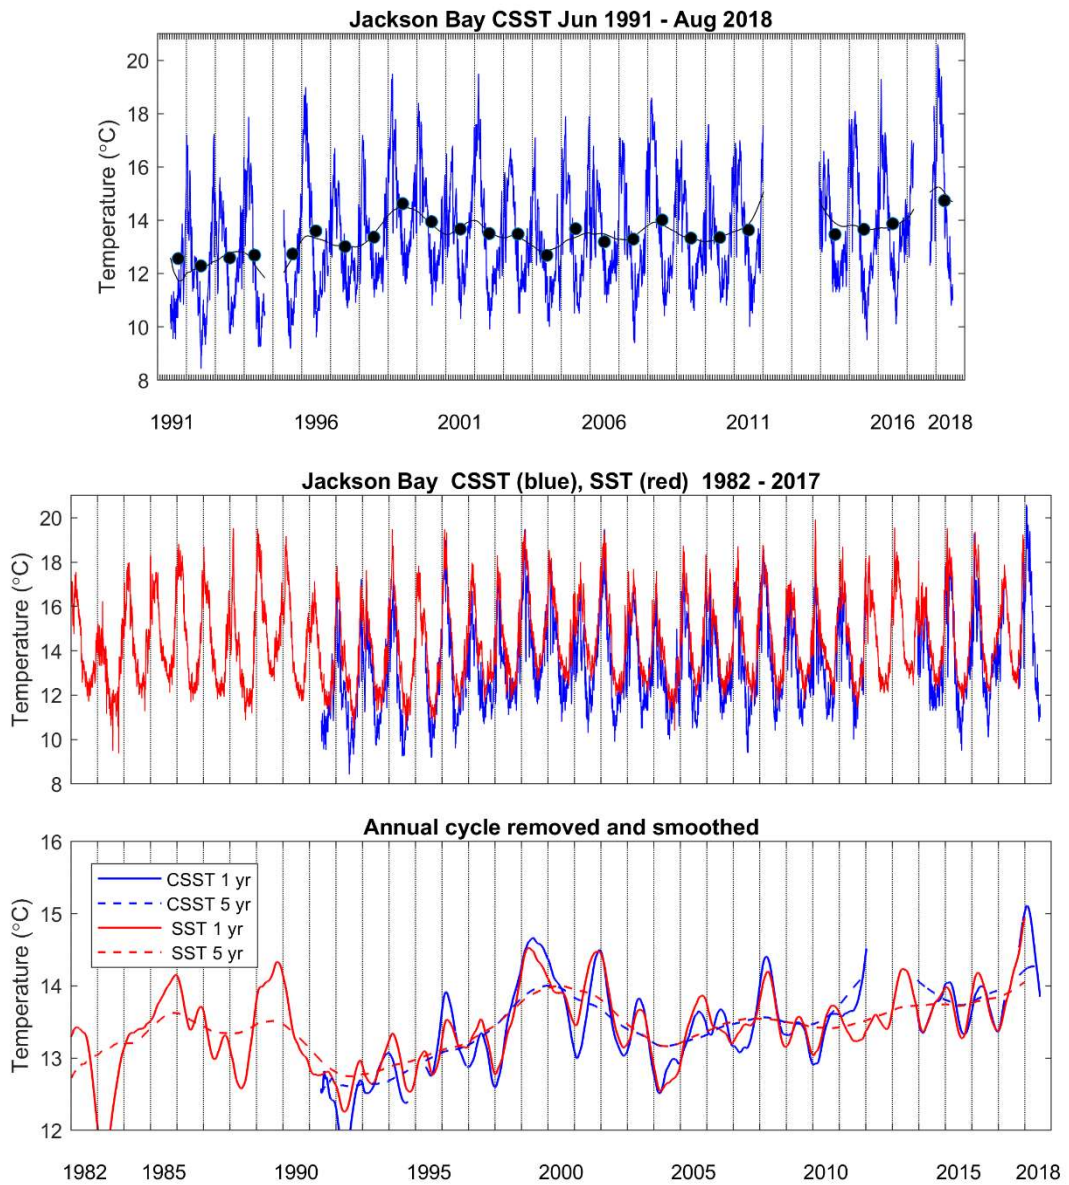 Jackson Bay CSST Jun 1991 - Aug 2018
Temperature (°C)
20
18
16
14
12
10
8
1991 1996 2001 2006 2011 2016 2018
Jackson Bay CSST (blue), SST (red) 1982 - 2017
Temperature (°C)
20
18
16
14
12
10
8
Annual cycle removed and smoothed
Temperature (°C)
16
15
14
13
12
CSST 1 yr
CSST 5 yr
SST 1 yr
SST 5 yr
1982 1985 1990 1995 2000 2005 2010 2015 2018